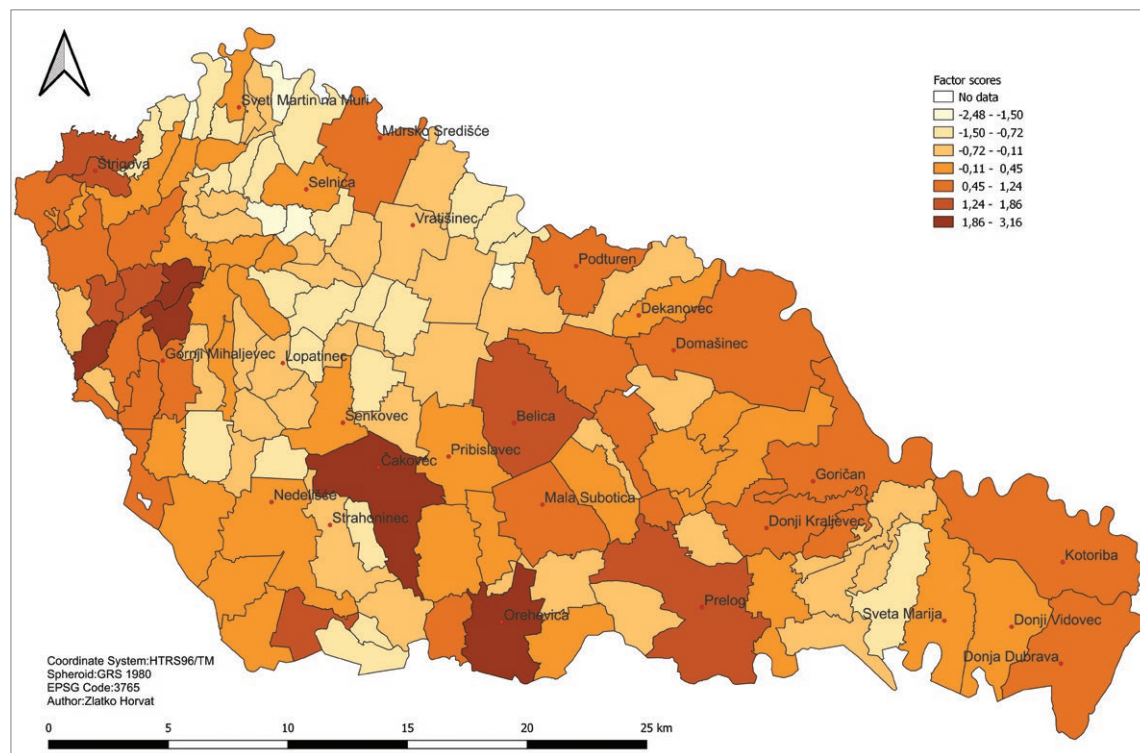 Factor scores
No data
-2,48 - -1,50
-1,50 - -0,72
-0,72 - -0,11
-0,11 - 0,45
0,45 - 1,24
1,24 - 1,86
1,86 - 3,16
Sveti Martin na Muri
Mursko Središće
Štrigova
Selnica
Vratišinec
Podturen
Dekanovec
Domašinec
Gornji Mihaljevec
Lopatinec
Belica
Šenkovec
Pribislavec
Čakovec
Goričan
Nedelišće
Mala Subotica
Strahoninec
Donji Kraljevec
Kotoriba
Prelog
Orehovica
Sveta Marija
Donji Vidovec
Donja Dubrava
Coordinate System:HTRS96/TM
Spheroid:GRS 1980
EPSG Code:3765
Author:Zlatko Horvat
0 5 10 15 20 25 km